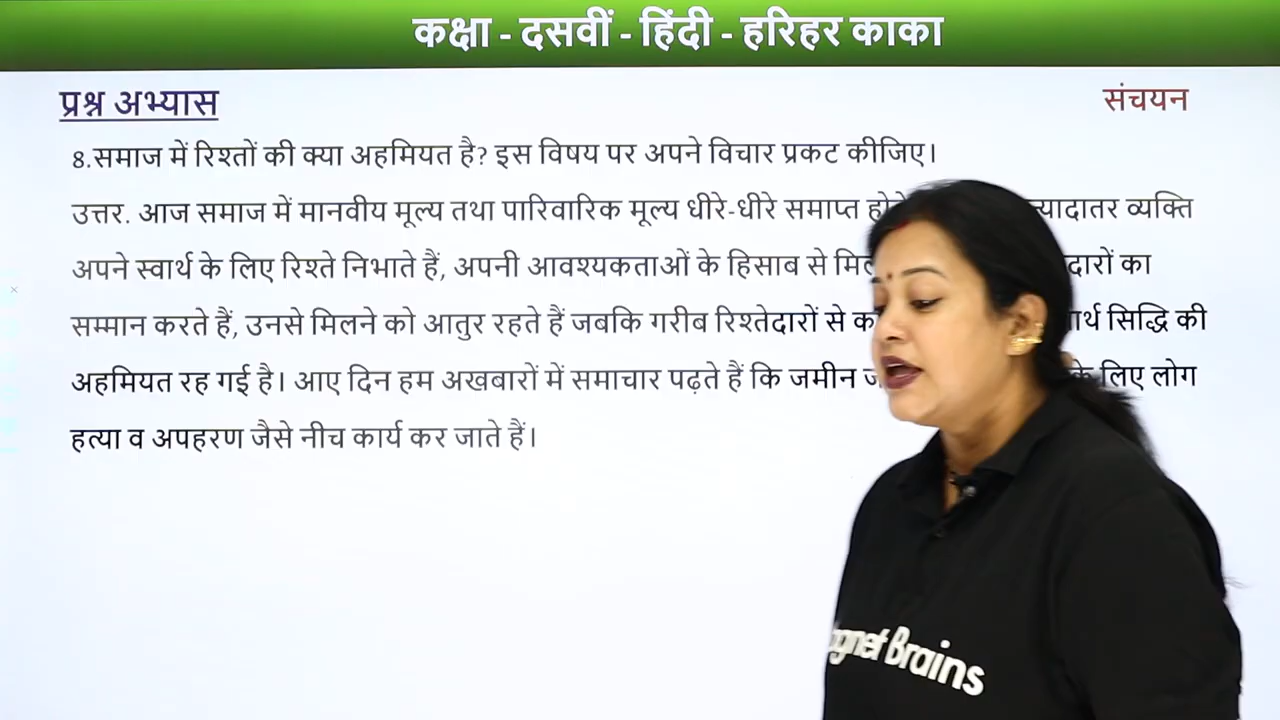 कक्षा - दसवीं - हिंदी - हरिहर काका
प्रश्न अभ्यास
संचयन
8.समाज में रिश्तों की क्या अहमियत है? इस विषय पर अपने विचार प्रकट कीजिए।
उत्तर. आज समाज में मानवीय मूल्य तथा पारिवारिक मूल्य धीरे-धीरे समाप्त व्यक्ति
अपने स्वार्थ के लिए रिश्ते निभाते हैं, अपनी आवश्यकताओं के हिसाब से का
सम्मान करते हैं, उनसे मिलने को आतुर रहते हैं जबकि गरीब रिश्तेदारों से सिद्धि की
अहमियत रह गई है। आए दिन हम अखबारों में समाचार पढ़ते हैं कि जमीन के लिए लोग
हत्या व अपहरण जैसे नीच कार्य कर जाते हैं।
Brains